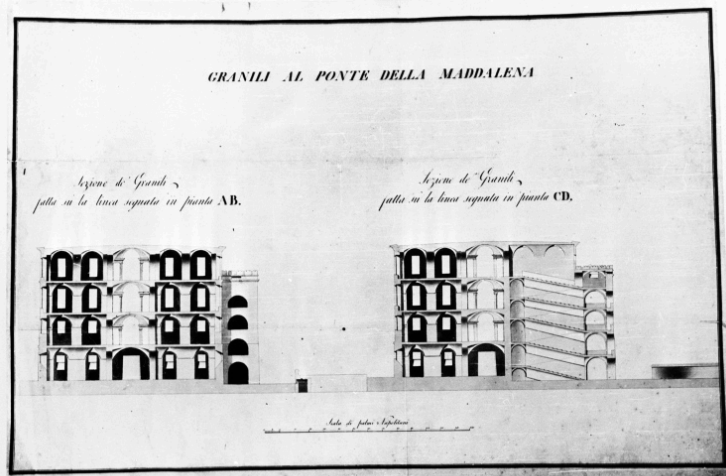 GRANILI AL PONTE DELLA MADDALENA
Sezione de' Granili
fatta su la linea segnata in pianta AB.
Sezione de' Granili
fatta su la linea segnata in pianta CD.
Scala di palmi Napolitani